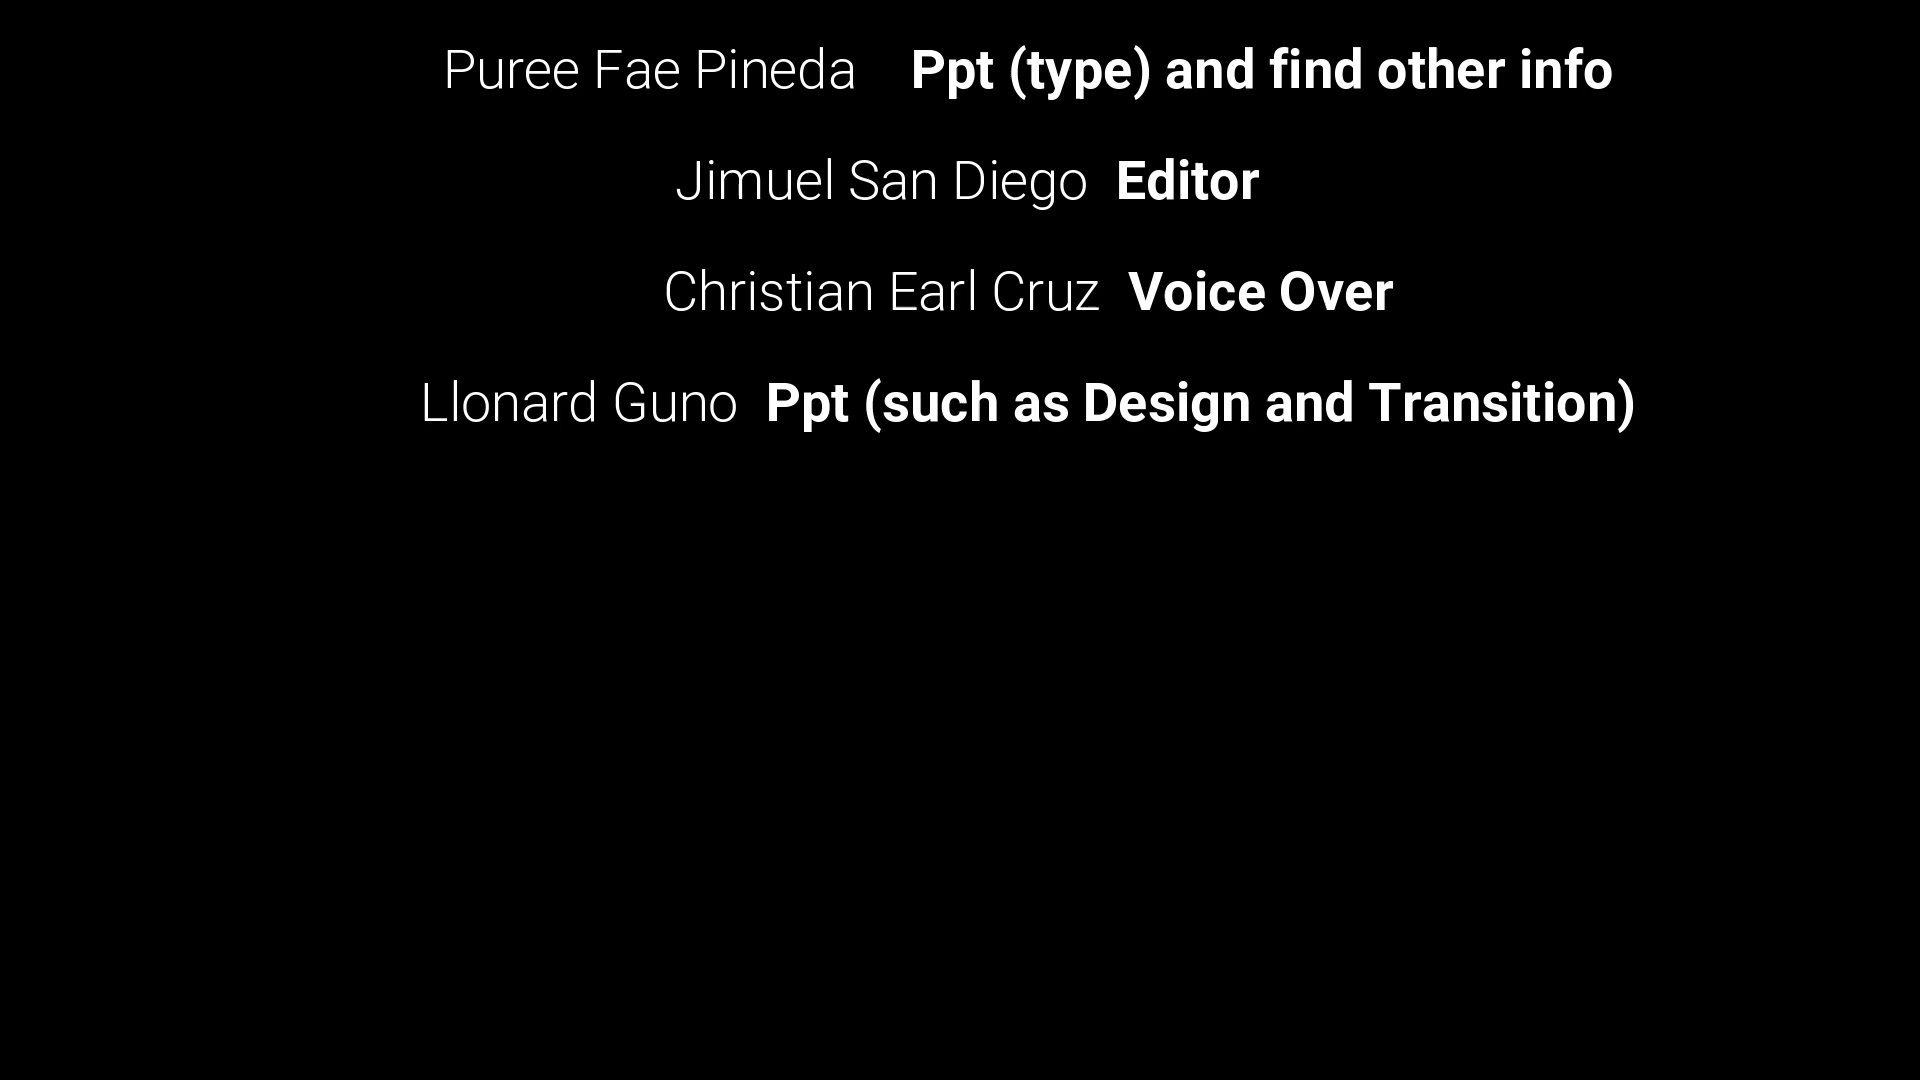 Puree Fae Pineda Ppt (type) and find other info
Jimuel San Diego Editor
Christian Earl Cruz Voice Over
Llonard Guno Ppt (such as Design and Transition)